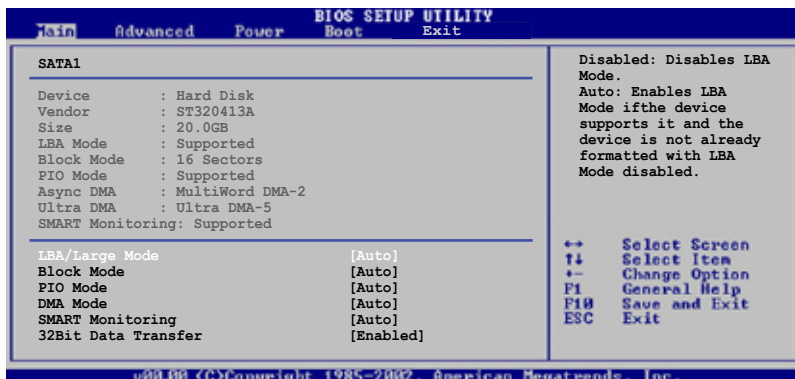 BIOS SETUP UTILITY
Main Advanced Power Boot Exit
SATA1
Device : Hard Disk
Vendor : ST320413A
Size : 20.0GB
LBA Mode : Supported
Block Mode : 16 Sectors
PIO Mode : Supported
Async DMA : MultiWord DMA-2
Ultra DMA : Ultra DMA-5
SMART Monitoring: Supported
LBA/Large Mode [Auto]
Block Mode [Auto]
PIO Mode [Auto]
DMA Mode [Auto]
SMART Monitoring [Auto]
32Bit Data Transfer [Enabled]
Disabled: Disables LBA
Mode.
Auto: Enables LBA
Mode ifthe device
supports it and the
device is not already
formatted with LBA
Mode disabled.
↔ Select Screen
↑↓ Select Item
+- Change Option
F1 General Help
F10 Save and Exit
ESC Exit
v00.00 (C)Copyright 1985-2002, American Megatrends, Inc.